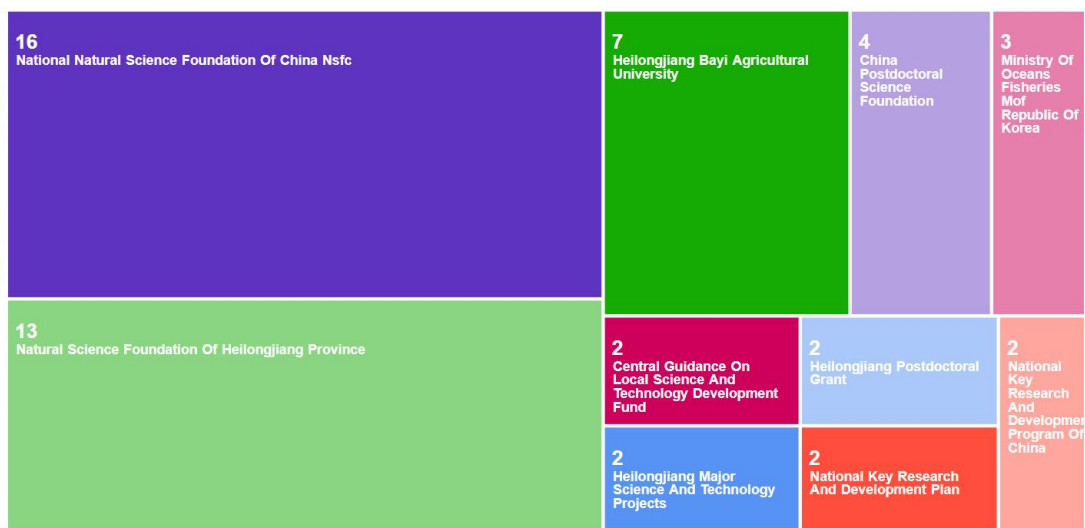 16
National Natural Science Foundation Of China Nsfc
7
Heilongjiang Bayi Agricultural
University
4
China
Postdoctoral
Science
Foundation
3
Ministry Of
Oceans
Fisheries
Mof
Republic Of
Korea
13
Natural Science Foundation Of Heilongjiang Province
2
Central Guidance On
Local Science And
Technology Development
Fund
2
Heilongjiang Postdoctoral
Grant
2
National
Key
Research
And
Developmen
Program Of
China
2
Heilongjiang Major
Science And Technology
Projects
2
National Key Research
And Development Plan